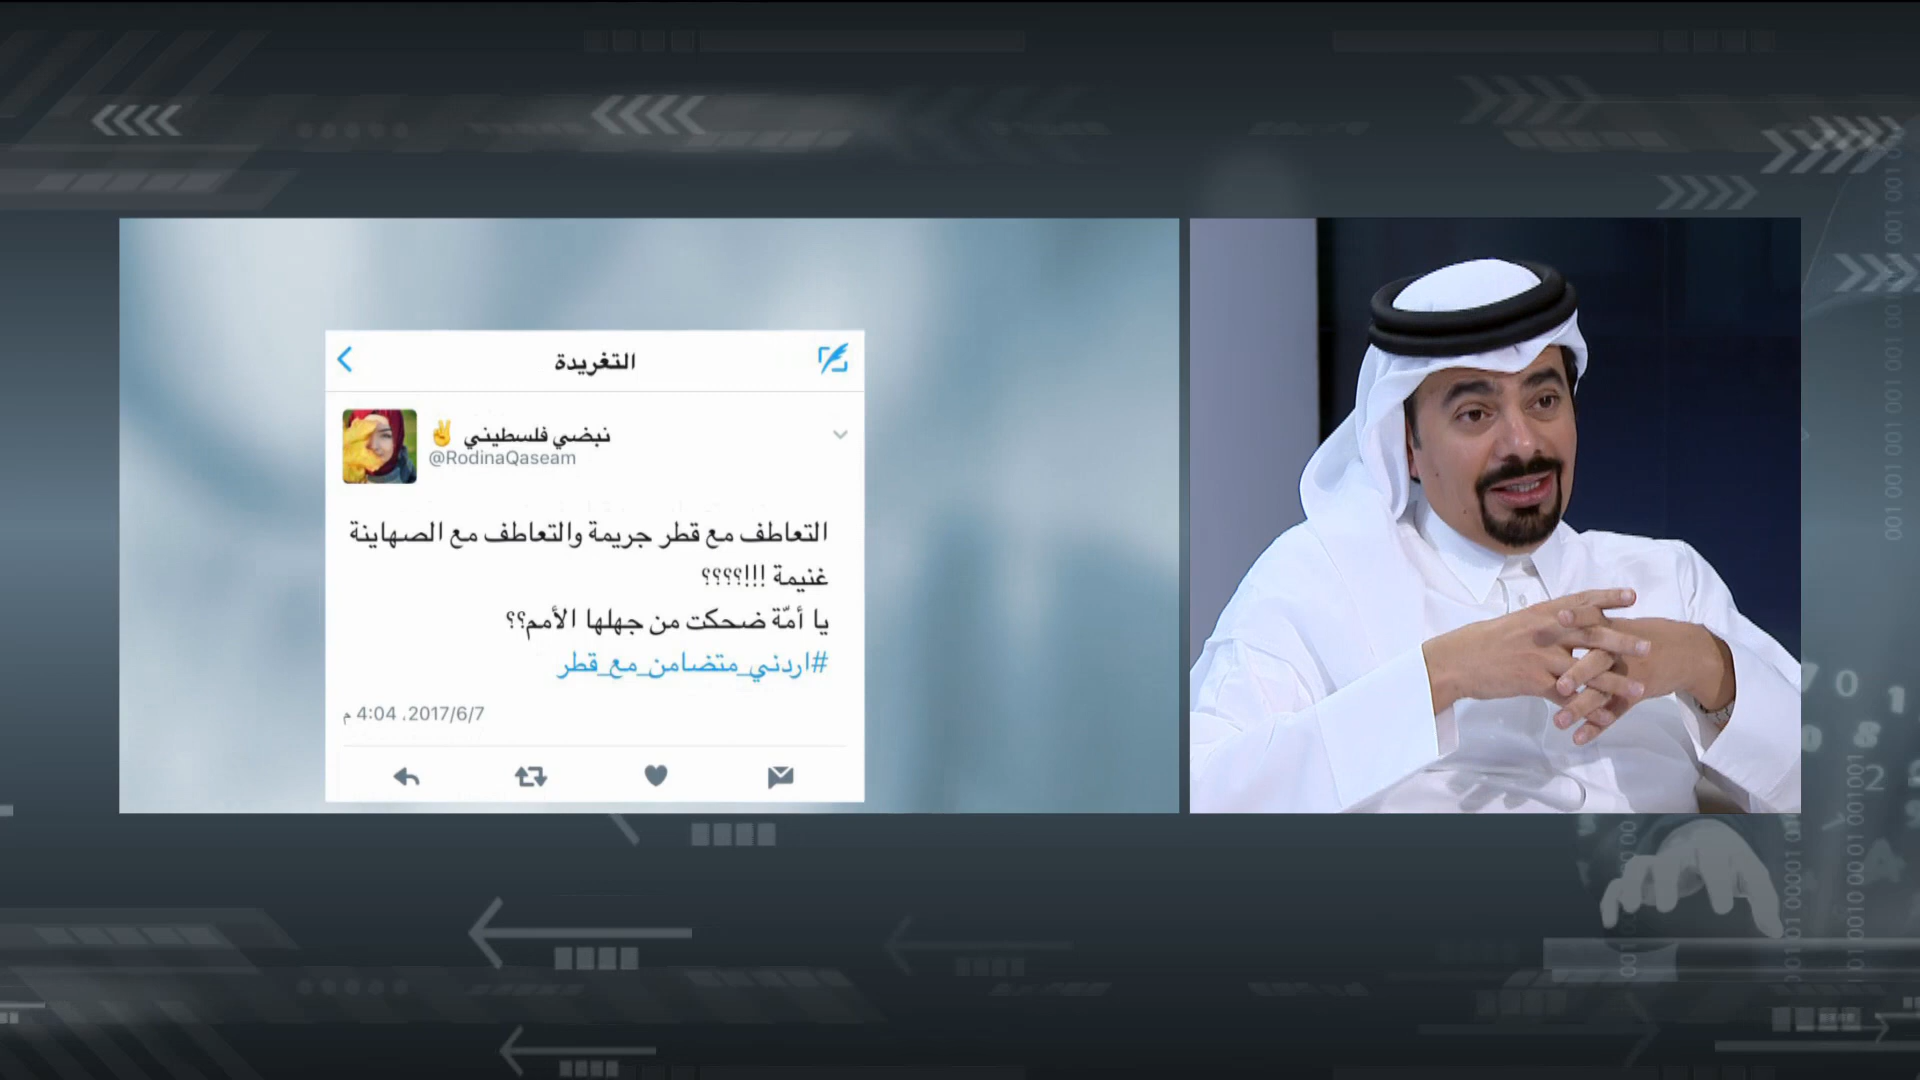 التغريدة
نبضي فلسطيني ✌
@RodinaQaseam
التعاطف مع قطر جريمة والتعاطف مع الصهاينة
غنيمة !!!؟؟؟؟
يا أمّة ضحكت من جهلها الأمم؟؟
#اردني_متضامن_مع_قطر
2017/6/7، 4:04 م